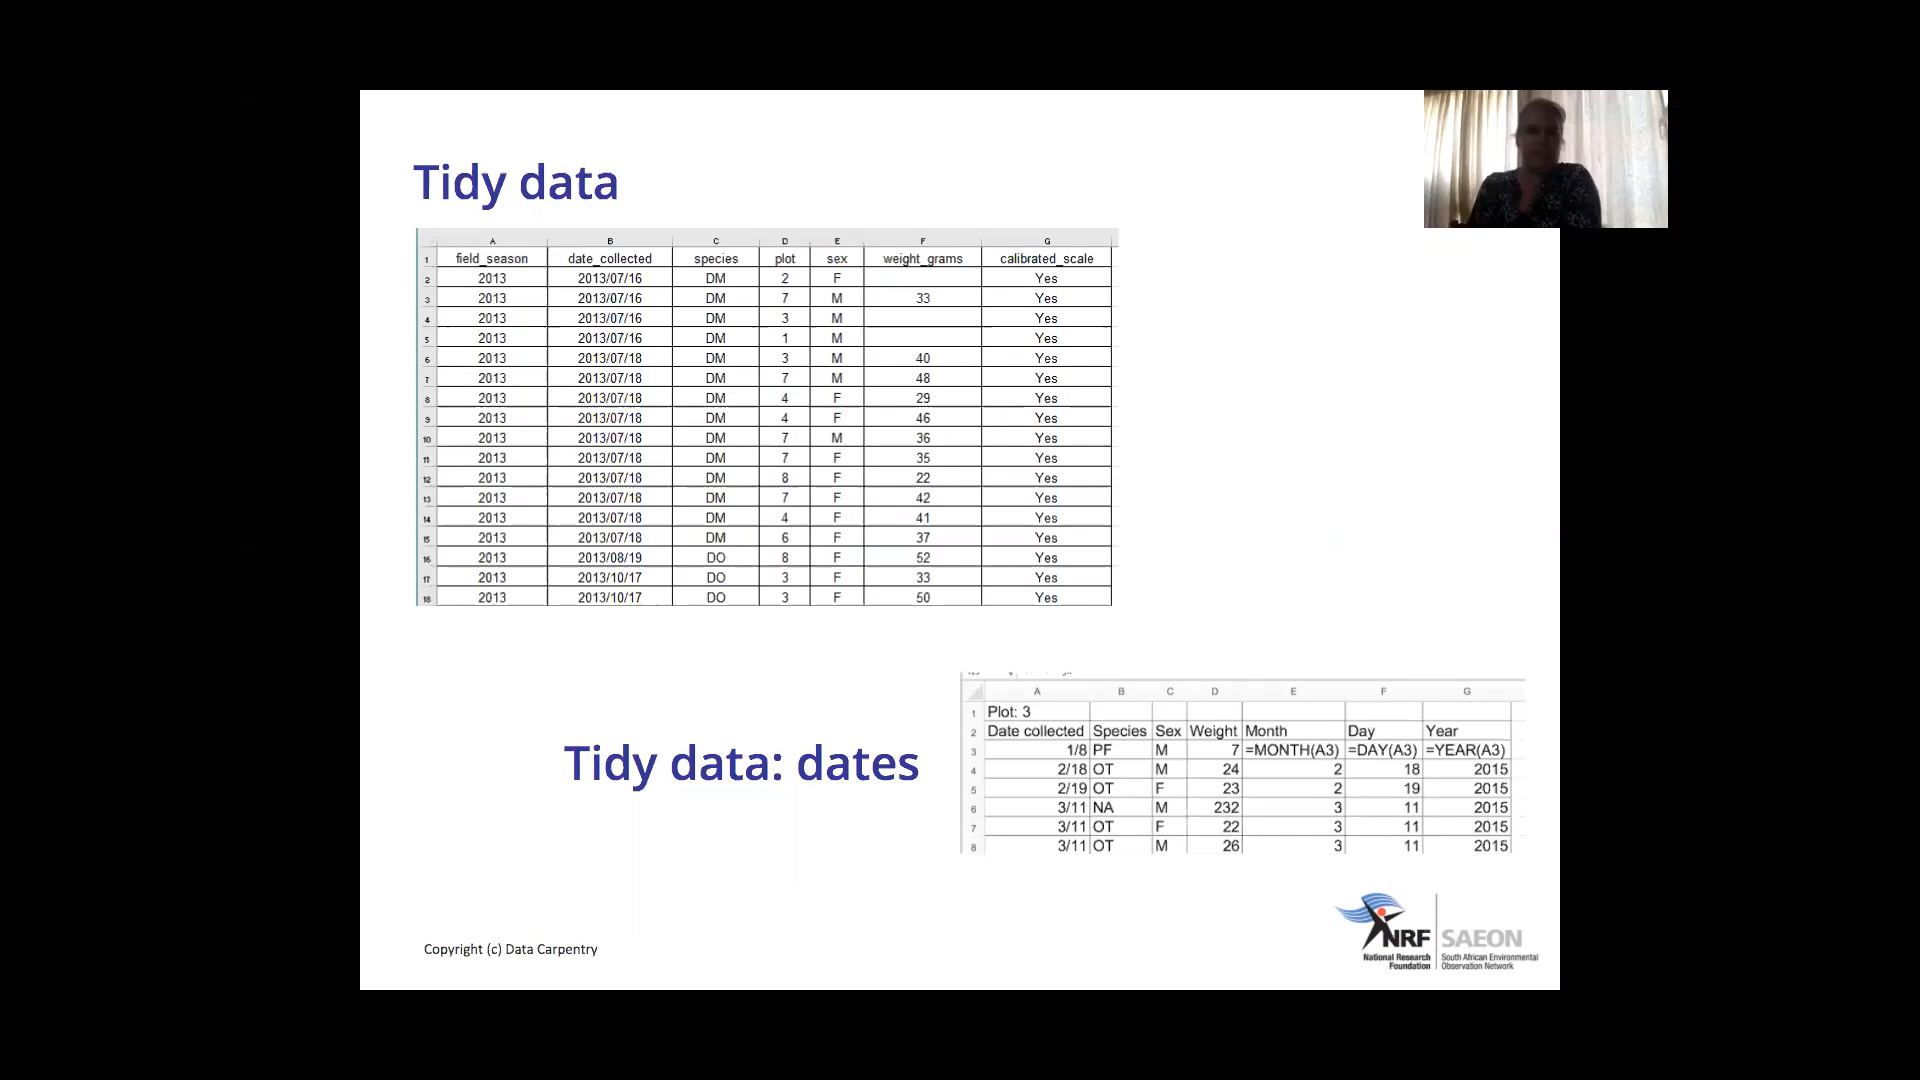 Tidy data
A B C D E F G
1 field_season date_collected species plot sex weight_grams calibrated_scale
2 2013 2013/07/16 DM 2 F Yes
3 2013 2013/07/16 DM 7 M 33 Yes
4 2013 2013/07/16 DM 3 M Yes
5 2013 2013/07/16 DM 1 M Yes
6 2013 2013/07/18 DM 3 M 40 Yes
7 2013 2013/07/18 DM 7 M 48 Yes
8 2013 2013/07/18 DM 4 F 29 Yes
9 2013 2013/07/18 DM 4 F 46 Yes
10 2013 2013/07/18 DM 7 M 36 Yes
11 2013 2013/07/18 DM 7 F 35 Yes
12 2013 2013/07/18 DM 8 F 22 Yes
13 2013 2013/07/18 DM 7 F 42 Yes
14 2013 2013/07/18 DM 4 F 41 Yes
15 2013 2013/07/18 DM 6 F 37 Yes
16 2013 2013/08/19 DO 8 F 52 Yes
17 2013 2013/10/17 DO 3 F 33 Yes
18 2013 2013/10/17 DO 3 F 50 Yes
Tidy data: dates
A B C D E F G
1 Plot: 3
2 Date collected Species Sex Weight Month Day Year
3 1/8 PF M 7 =MONTH(A3) =DAY(A3) =YEAR(A3)
4 2/18 OT M 24 2 18 2015
5 2/19 OT F 23 2 19 2015
6 3/11 NA M 232 3 11 2015
7 3/11 OT F 22 3 11 2015
8 3/11 OT M 26 3 11 2015
Copyright (c) Data Carpentry
NRF SAEON
National Research South African Environmental
Foundation Observation Network